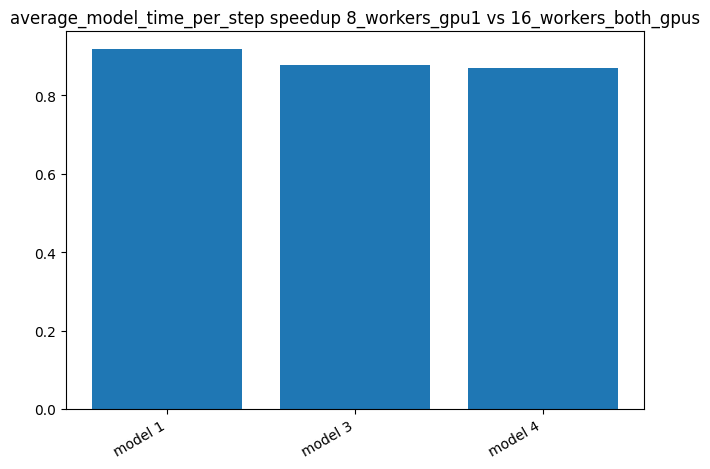 average_model_time_per_step speedup 8_workers_gpu1 vs 16_workers_both_gpus
0.8
0.6
0.4
0.2
0.0
model 1
model 3
model 4